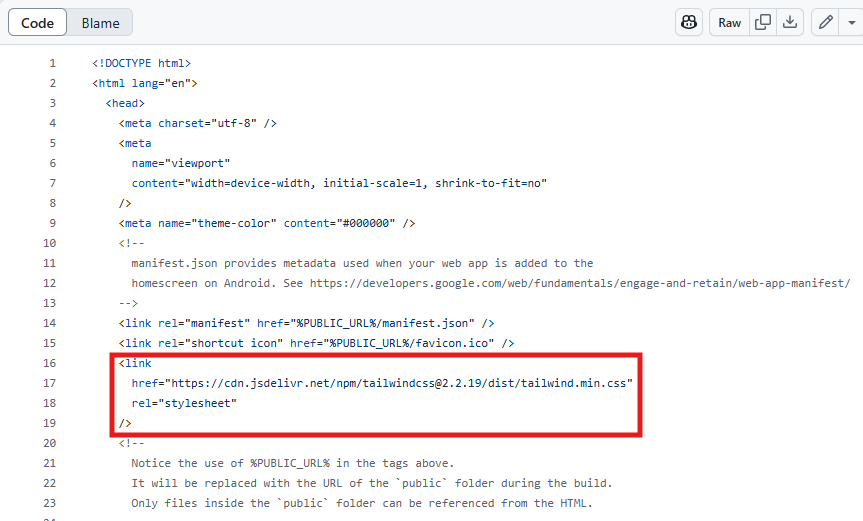 Code Blame Raw
1 <!DOCTYPE html>
2 <html lang="en">
3 <head>
4 <meta charset="utf-8" />
5 <meta
6 name="viewport"
7 content="width=device-width, initial-scale=1, shrink-to-fit=no"
8 />
9 <meta name="theme-color" content="#000000" />
10 <!--
11 manifest.json provides metadata used when your web app is added to the
12 homescreen on Android. See https://developers.google.com/web/fundamentals/engage-and-retain/web-app-manifest/
13 -->
14 <link rel="manifest" href="%PUBLIC_URL%/manifest.json" />
15 <link rel="shortcut icon" href="%PUBLIC_URL%/favicon.ico" />
16 <link
17 href="https://cdn.jsdelivr.net/npm/tailwindcss@2.2.19/dist/tailwind.min.css"
18 rel="stylesheet"
19 />
20 <!--
21 Notice the use of %PUBLIC_URL% in the tags above.
22 It will be replaced with the URL of the `public` folder during the build.
23 Only files inside the `public` folder can be referenced from the HTML.